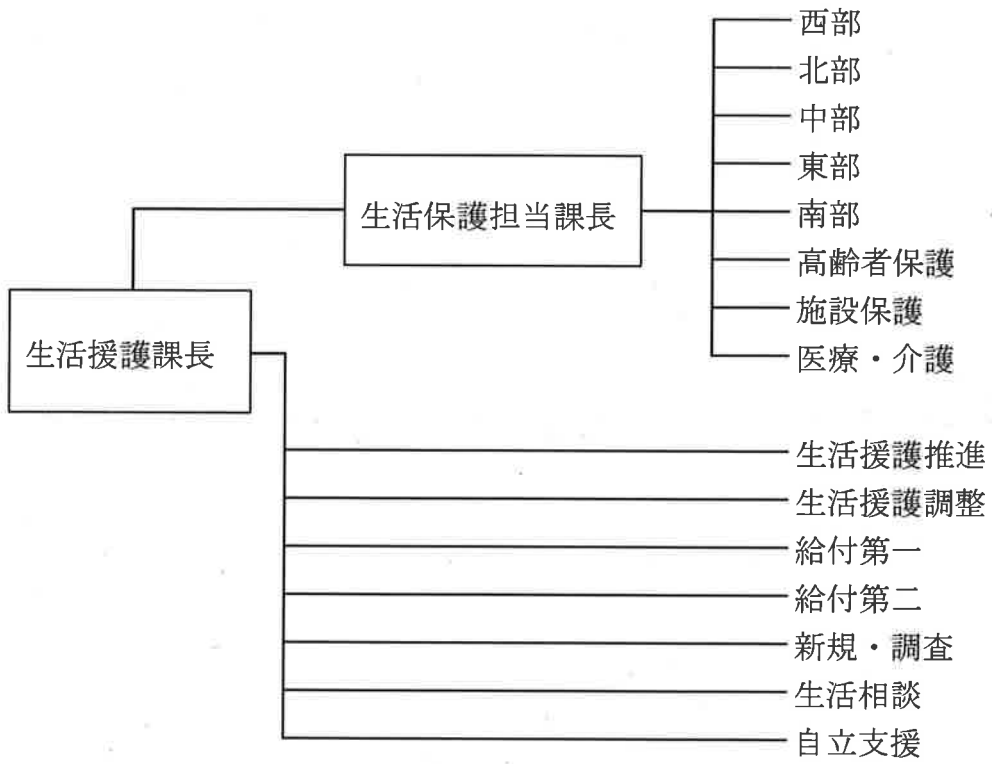 西部
北部
中部
東部
生活保護担当課長
南部
高齢者保護
施設保護
生活援護課長
医療・介護
生活援護推進
生活援護調整
給付第一
給付第二
新規・調査
生活相談
自立支援